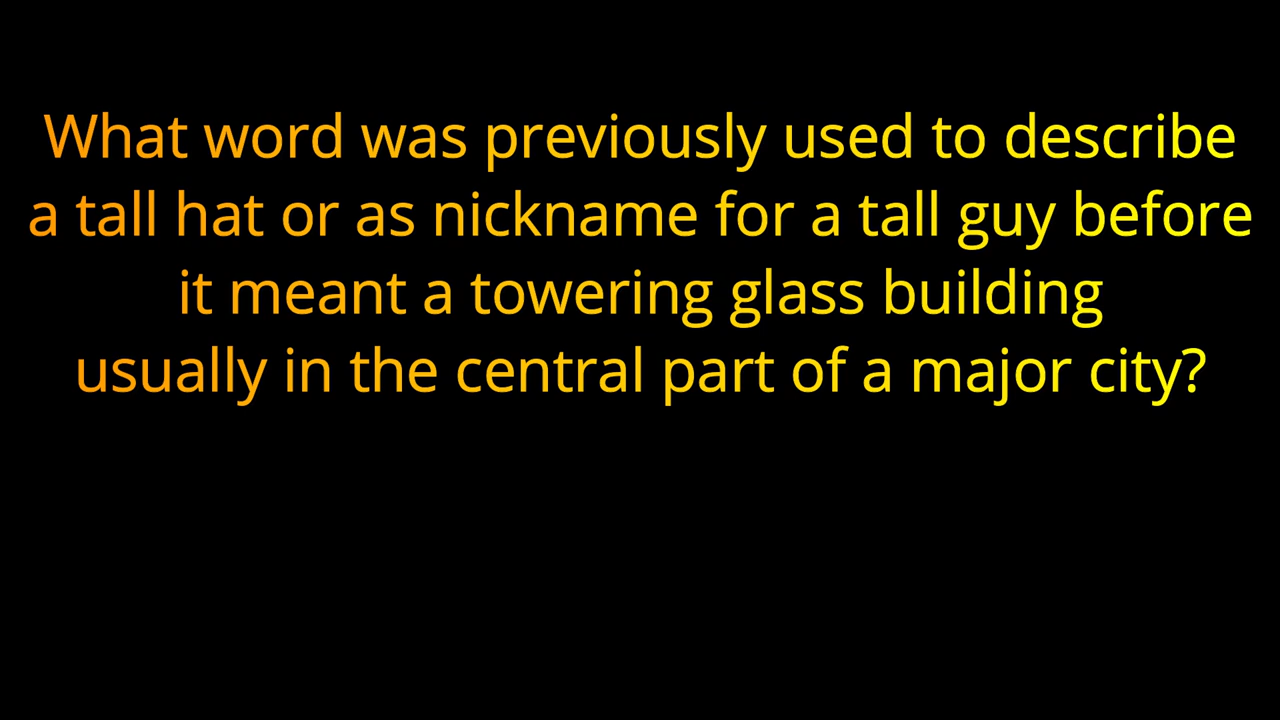 What word was previously used to describe
a tall hat or as nickname for a tall guy before
it meant a towering glass building
usually in the central part of a major city?